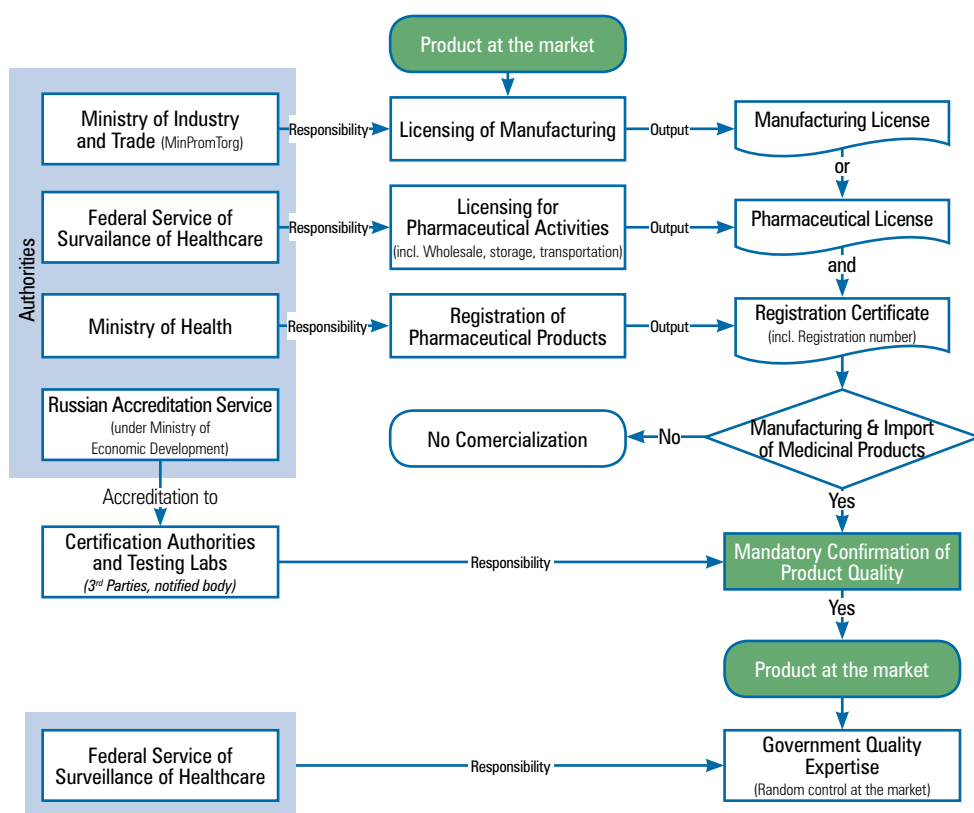 Product at the market
Authorities
Ministry of Industry
and Trade (MinPromTorg)
Responsibility
Licensing of Manufacturing
Output
Manufacturing License
or
Federal Service of
Survailance of Healthcare
Responsibility
Licensing for
Pharmaceutical Activities
(incl. Wholesale, storage, transportation)
Output
Pharmaceutical License
and
Ministry of Health
Responsibility
Registration of
Pharmaceutical Products
Output
Registration Certificate
(incl. Registration number)
Russian Accreditation Service
(under Ministry of
Economic Development)
No Comercialization
No
Manufacturing & Import
of Medicinal Products
Accreditation to
Yes
Certification Authorities
and Testing Labs
(3rd Parties, notified body)
Responsibility
Mandatory Confirmation of
Product Quality
Yes
Product at the market
Federal Service of
Surveillance of Healthcare
Responsibility
Government Quality
Expertise
(Random control at the market)